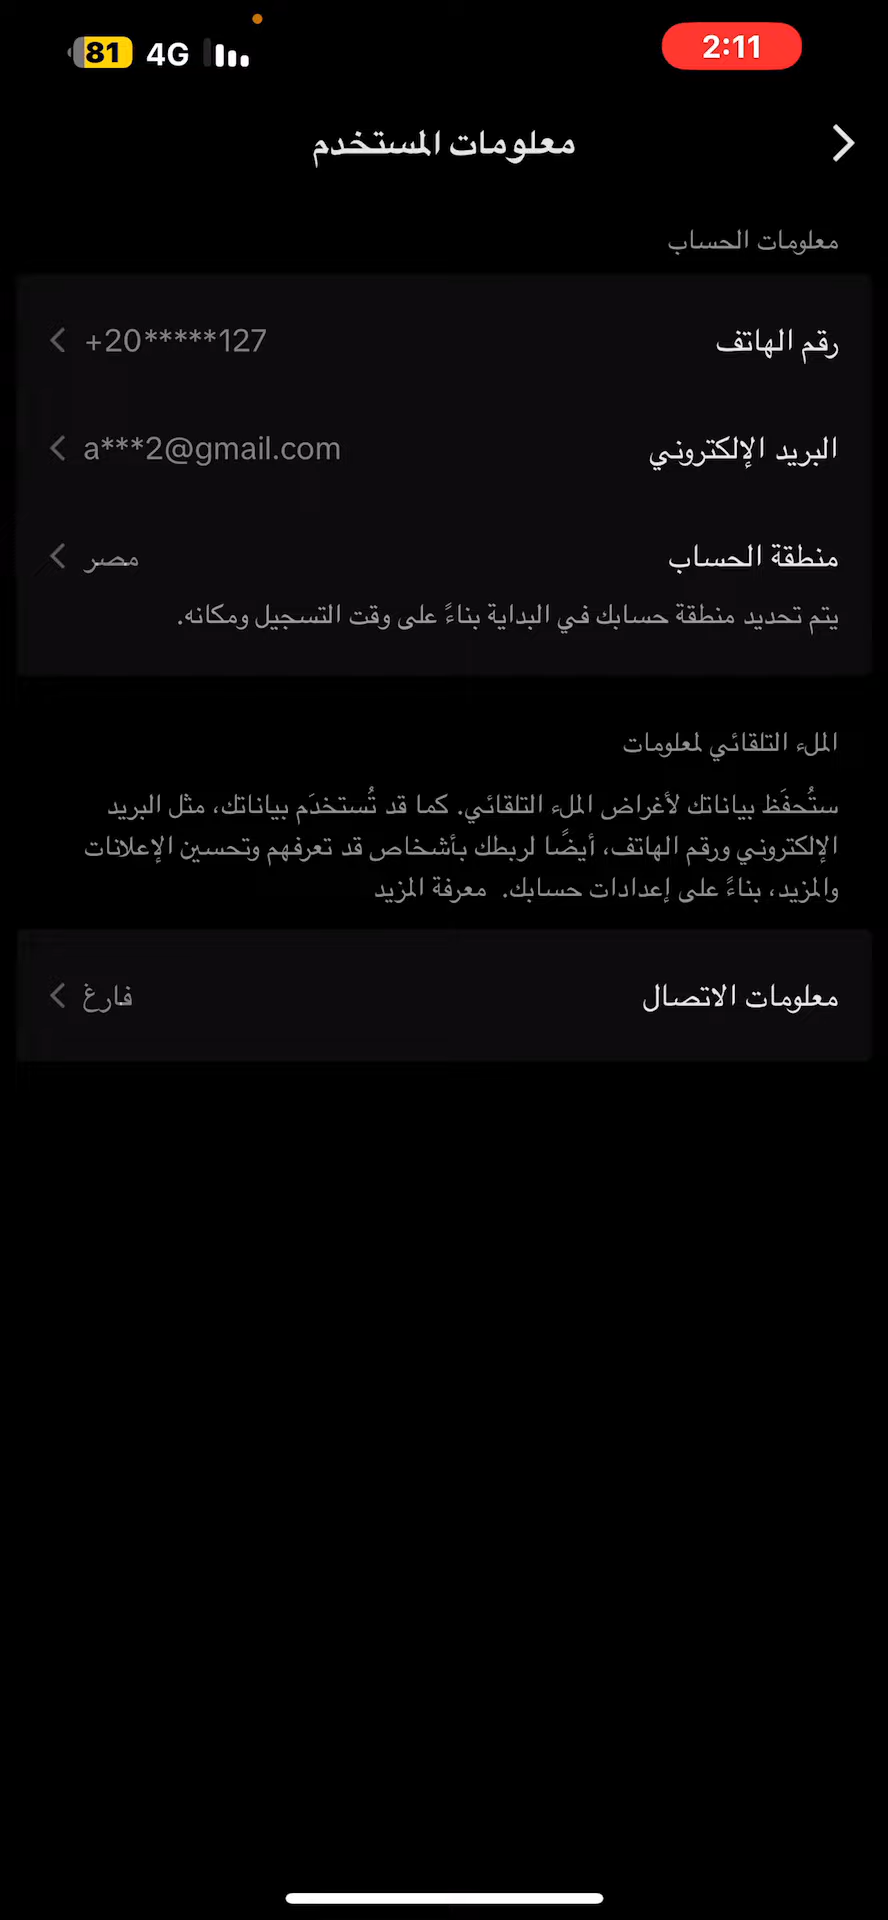 81 4G 2:11
معلومات المستخدم
معلومات الحساب
رقم الهاتف +20*****127
البريد الإلكتروني a***2@gmail.com
منطقة الحساب مصر
يتم تحديد منطقة حسابك في البداية بناءً على وقت التسجيل ومكانه.
الملء التلقائي لمعلومات
ستُحفَظ بياناتك لأغراض الملء التلقائي. كما قد تُستخدَم بياناتك، مثل البريد
الإلكتروني ورقم الهاتف، أيضًا لربطك بأشخاص قد تعرفهم وتحسين الإعلانات
والمزيد، بناءً على إعدادات حسابك. معرفة المزيد
معلومات الاتصال فارغ